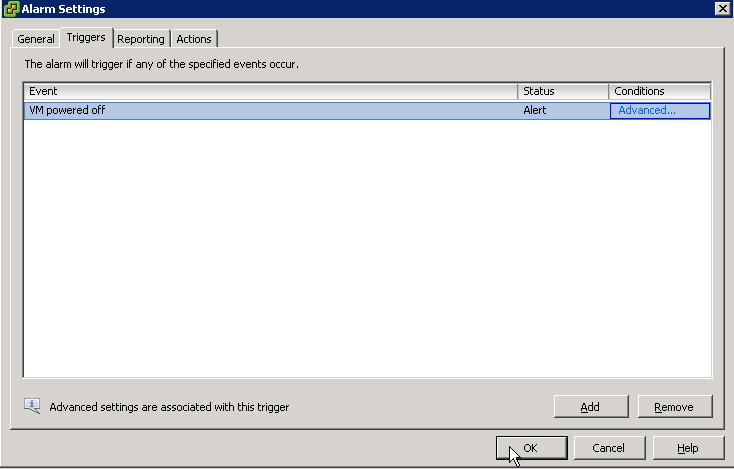 Alarm Settings
General Triggers Reporting Actions
The alarm will trigger if any of the specified events occur.
Event Status Conditions
VM powered off Alert Advanced...
Advanced settings are associated with this trigger Add Remove
OK Cancel Help